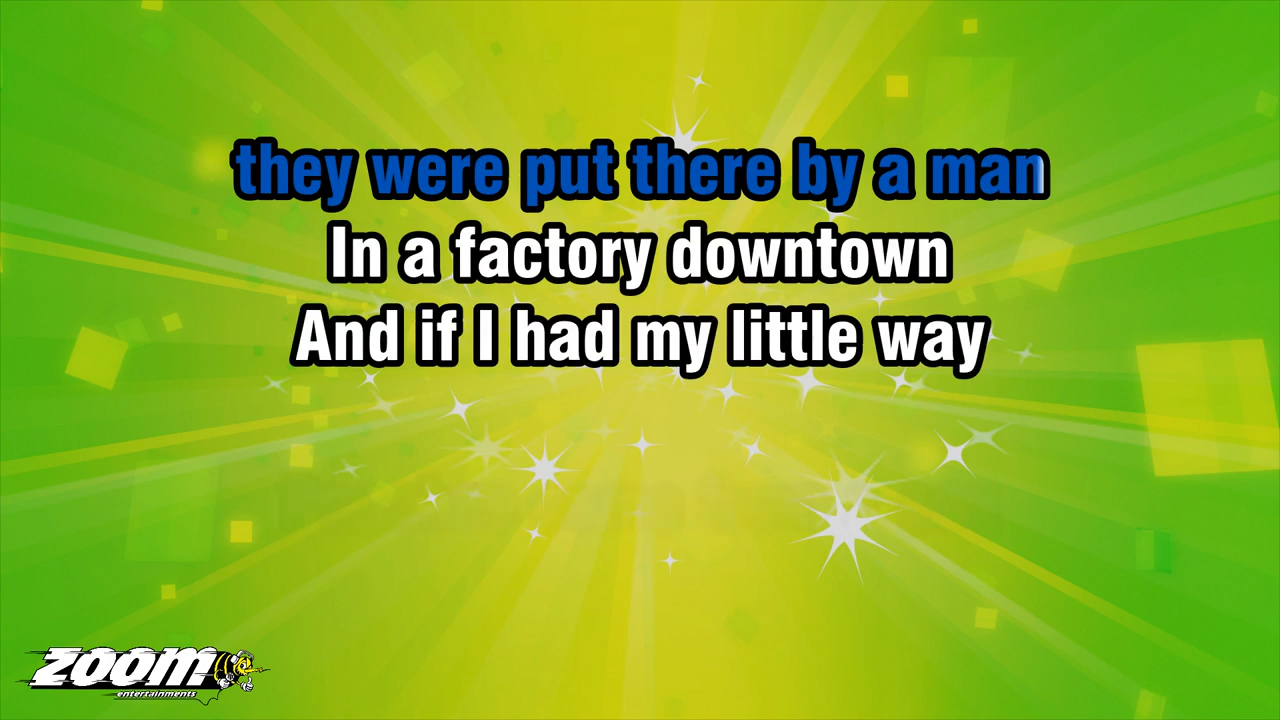 they were put there by a man
In a factory downtown
And if I had my little way
zoom
entertainments